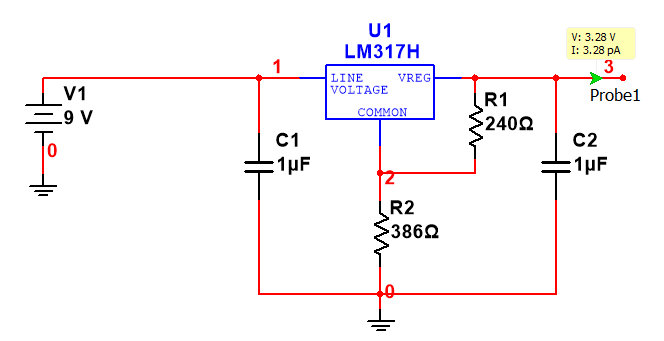 V: 3.28 V
I: 3.28 pA
U1
LM317H
1
3
LINE
VOLTAGE
VREG
COMMON
Probe1
V1
9 V
R1
240Ω
C1
1µF
C2
1µF
0
2
R2
386Ω
0